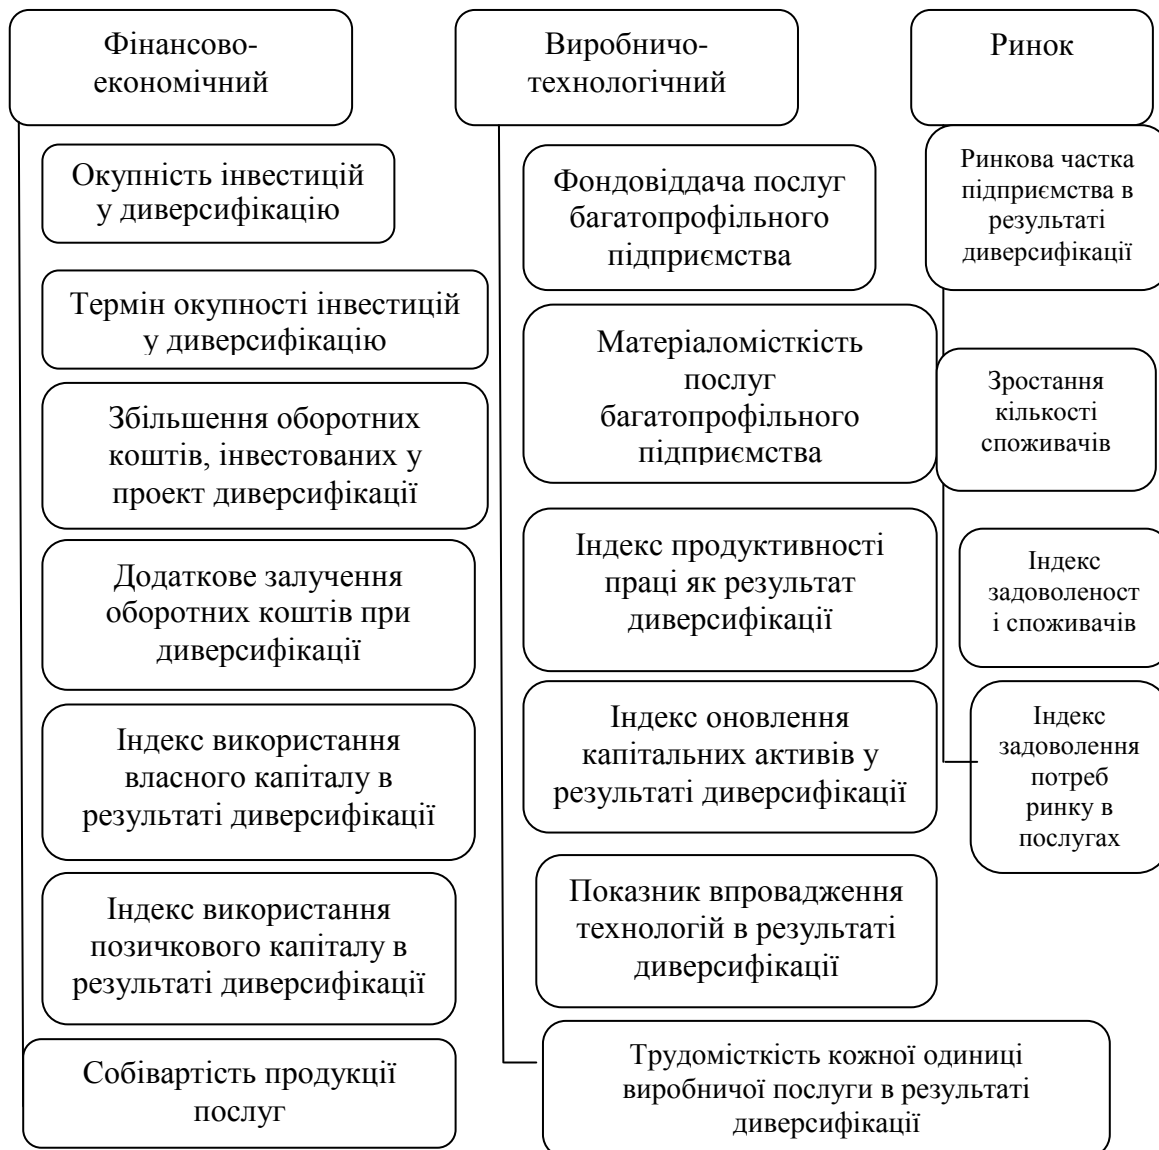 Фінансово-
економічний
Окупність інвестицій
у диверсифікацію
Термін окупності інвестицій
у диверсифікацію
Збільшення оборотних
коштів, інвестованих у
проект диверсифікації
Додаткове залучення
оборотних коштів при
диверсифікації
Індекс використання
власного капіталу в
результаті диверсифікації
Індекс використання
позичкового капіталу в
результаті диверсифікації
Собівартість продукції
послуг
Виробничо-
технологічний
Фондовіддача послуг
багатопрофільного
підприємства
Матеріаломісткість
послуг
багатопрофільного
підприємства
Індекс продуктивності
праці як результат
диверсифікації
Індекс оновлення
капітальних активів у
результаті диверсифікації
Показник впровадження
технологій в результаті
диверсифікації
Трудомісткість кожної одиниці
виробничої послуги в результаті
диверсифікації
Ринок
Ринкова частка
підприємства в
результаті
диверсифікації
Зростання
кількості
споживачів
Індекс
задоволеност
і споживачів
Індекс
задоволення
потреб
ринку в
послугах